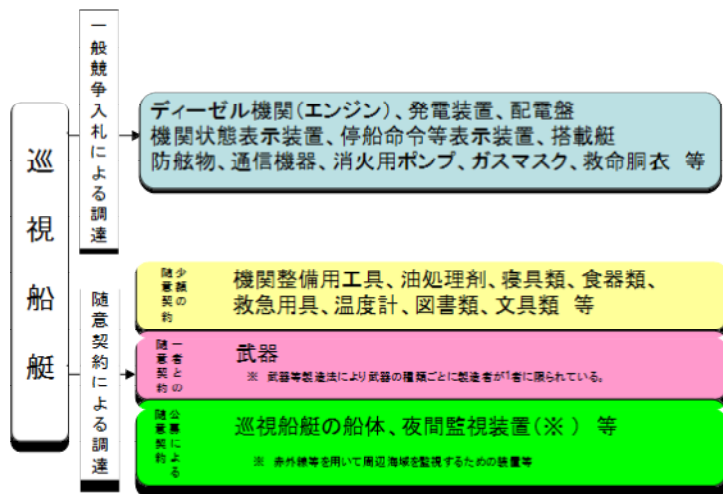 巡視船艇
一般競争入札による調達
ディーゼル機関(エンジン)、発電装置、配電盤
機関状態表示装置、停船命令等表示装置、搭載艇
防舷物、通信機器、消火用ポンプ、ガスマスク、救命胴衣 等
随意契約による調達
少額の
随意契約
機関整備用工具、油処理剤、寝具類、食器類、
救急用具、温度計、図書類、文具類 等
一者との
随意契約
武器
※ 武器等製造法により武器の種類ごとに製造者が1者に限られている。
公募による
随意契約
巡視船艇の船体、夜間監視装置(※) 等
※ 赤外線等を用いて周辺海域を監視するための装置等